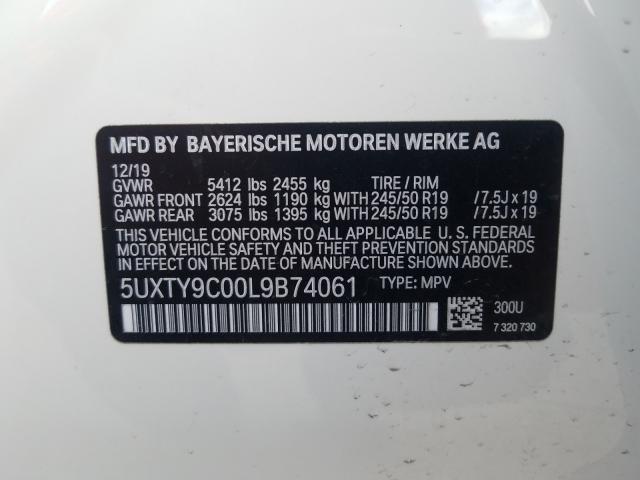 MFD BY BAYERISCHE MOTOREN WERKE AG
12/19
GVWR 5412 lbs 2455 kg TIRE / RIM
GAWR FRONT 2624 lbs 1190 kg WITH 245/50 R19 /7.5J x 19
GAWR REAR 3075 lbs 1395 kg WITH 245/50 R19 /7.5J x 19
THIS VEHICLE CONFORMS TO ALL APPLICABLE U. S. FEDERAL
MOTOR VEHICLE SAFETY AND THEFT PREVENTION STANDARDS
IN EFFECT ON THE DATE OF MANUFACTURE SHOWN ABOVE.
5UXTY9C00L9B74061 TYPE: MPV
300U
7 320 730